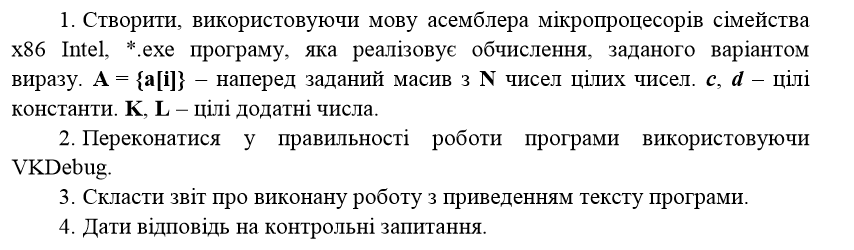 1. Створити, використовуючи мову асемблера мікропроцесорів сімейства
x86 Intel, *.exe програму, яка реалізовує обчислення, заданого варіантом
виразу. A = {a[i]} – наперед заданий масив з N чисел цілих чисел. c, d – цілі
константи. K, L – цілі додатні числа.
2. Переконатися у правильності роботи програми використовуючи
VKDebug.
3. Скласти звіт про виконану роботу з приведенням тексту програми.
4. Дати відповідь на контрольні запитання.